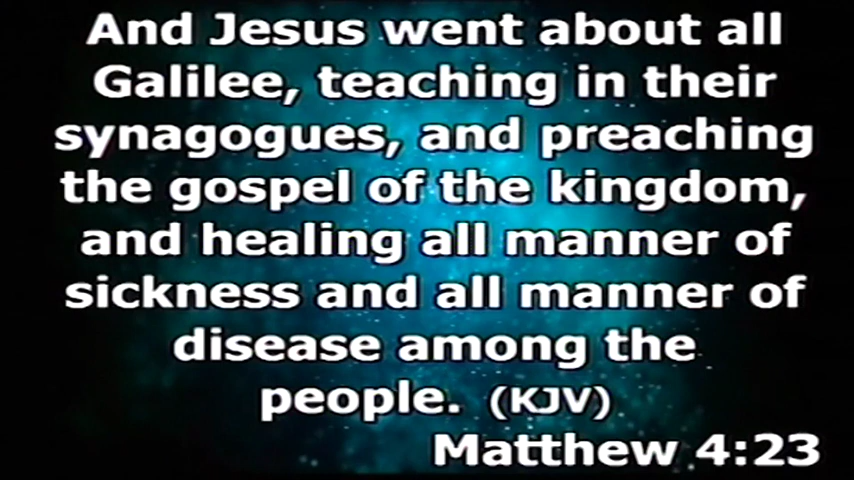 And Jesus went about all
Galilee, teaching in their
synagogues, and preaching
the gospel of the kingdom,
and healing all manner of
sickness and all manner of
disease among the
people. (KJV)
Matthew 4:23